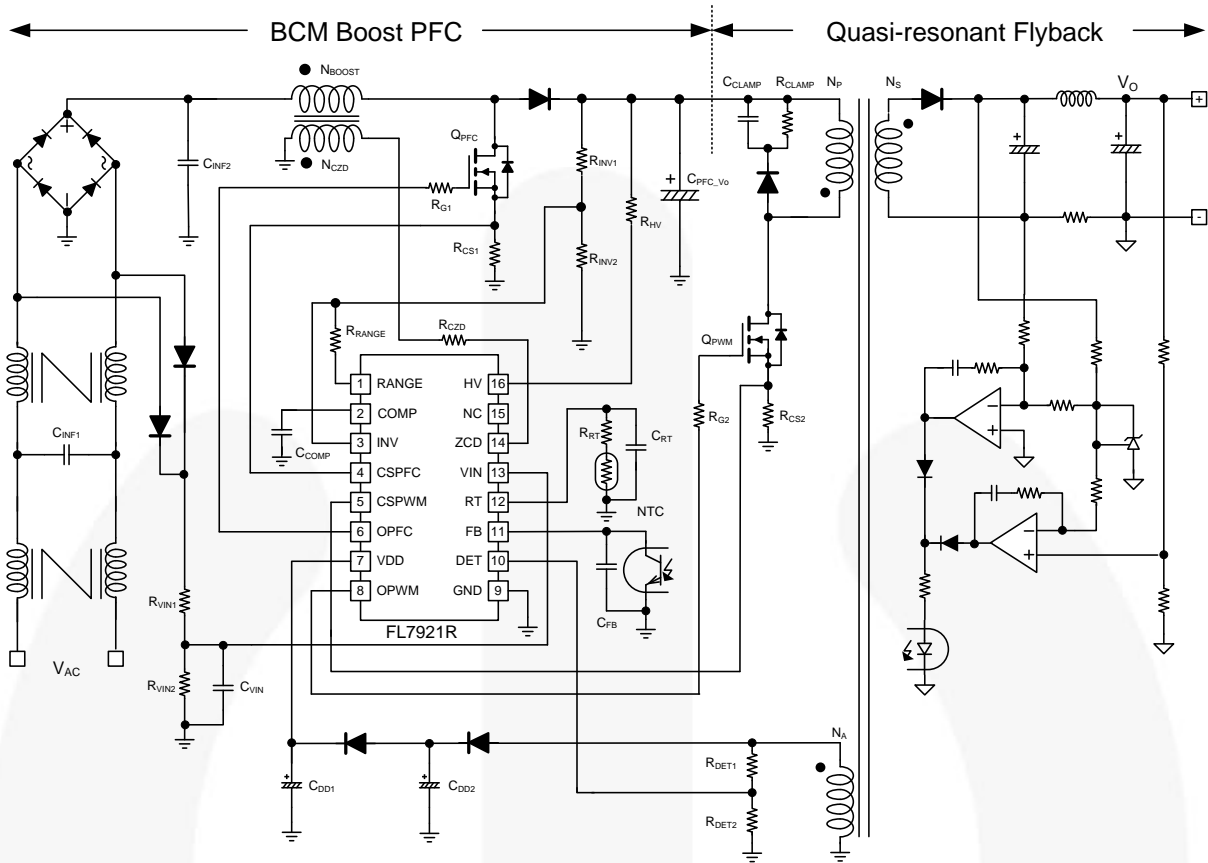 BCM Boost PFC
Quasi-resonant Flyback
NBOOST
NCZD
CINF2
QPFC
RG1
RCS1
RINV1
RINV2
RHV
CPFC_Vo
+
CCLAMP
RCLAMP
NP
NS
VO
+
+
+
-
+
-
~
~
RRANGE
RCZD
QPWM
RG2
RCS2
CINF1
CCOMP
1 RANGE
2 COMP
3 INV
4 CSPFC
5 CSPWM
6 OPFC
7 VDD
8 OPWM
HV 16
NC 15
ZCD 14
VIN 13
RT 12
FB 11
DET 10
GND 9
FL7921R
RRT
CRT
NTC
CFB
-
+
-
+
RVIN1
RVIN2
CVIN
VAC
CDD1
+
CDD2
+
RDET1
RDET2
NA